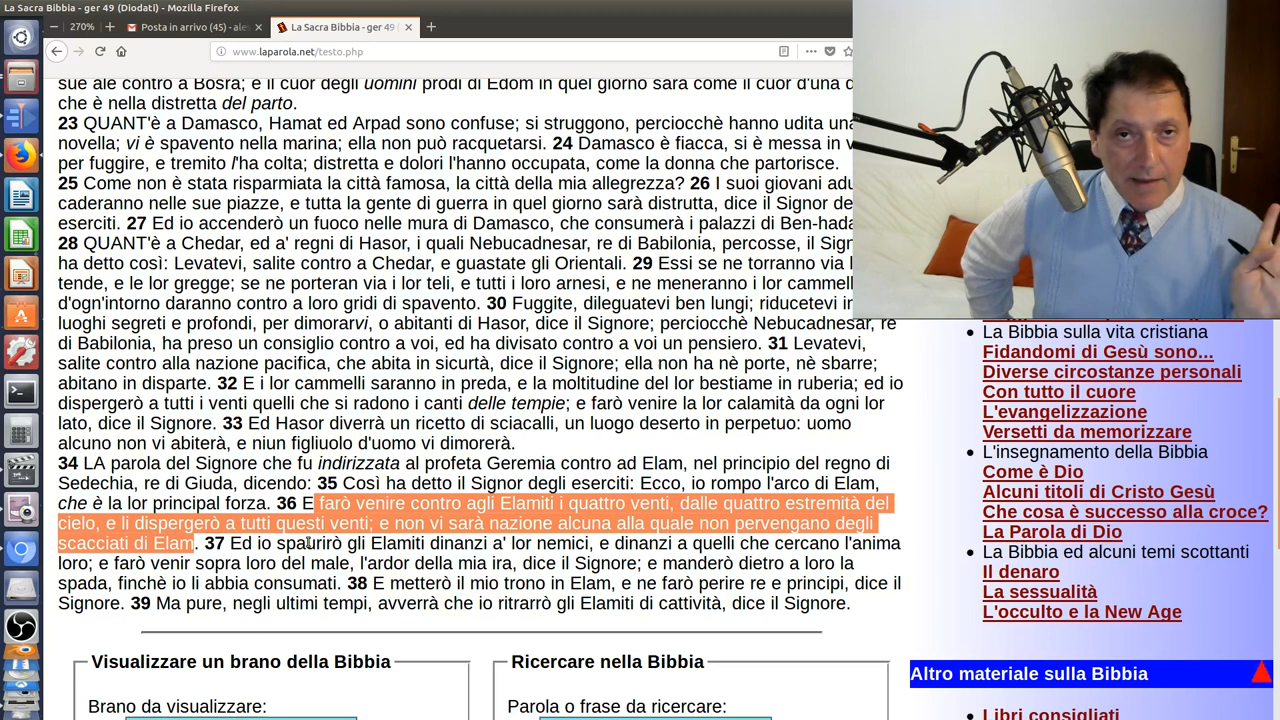 La Sacra Bibbia - ger 49 (Diodati) - Mozilla Firefox
270%
Posta in arrivo (45) - ale
La Sacra Bibbia - ger 49
www.laparola.net/testo.php
sue ale contro a Bosra; e il cuor degli uomini prodi di Edom in quel giorno sarà come il cuor d'una
che è nella distretta del parto.
23 QUANT'è a Damasco, Hamat ed Arpad sono confuse; si struggono, perciocchè hanno udita una
novella; vi è spavento nella marina; ella non può racquetarsi. 24 Damasco è fiacca, si è messa in
per fuggire, e tremito l'ha colta; distretta e dolori l'hanno occupata, come la donna che partorisce.
25 Come non è stata risparmiata la città famosa, la città della mia allegrezza? 26 I suoi giovani
caderanno nelle sue piazze, e tutta la gente di guerra in quel giorno sarà distrutta, dice il Signor
eserciti. 27 Ed io accenderò un fuoco nelle mura di Damasco, che consumerà i palazzi di Ben-hada
28 QUANT'è a Chedar, ed a' regni di Hasor, i quali Nebucadnesar, re di Babilonia, percosse, il
ha detto così: Levatevi, salite contro a Chedar, e guastate gli Orientali. 29 Essi se ne torranno via
tende, e le lor gregge; se ne porteran via i lor teli, e tutti i loro arnesi, e ne meneranno i lor
d'ogn'intorno daranno contro a loro gridi di spavento. 30 Fuggite, dileguatevi ben lungi; riducetevi
luoghi segreti e profondi, per dimorarvi, o abitanti di Hasor, dice il Signore; perciocchè Nebucadnesar, re
di Babilonia, ha preso un consiglio contro a voi, ed ha divisato contro a voi un pensiero. 31 Levatevi,
salite contro alla nazione pacifica, che abita in sicurtà, dice il Signore; ella non ha ne porte, nè sbarre;
abitano in disparte. 32 E i lor cammelli saranno in preda, e la moltitudine del lor bestiame in ruberia; ed io
dispergerò a tutti i venti quelli che si radono i canti delle tempie; e farò venire la lor calamità da ogni lor
lato, dice il Signore. 33 Ed Hasor diverrà un ricetto di sciacalli, un luogo deserto in perpetuo: uomo
alcuno non vi abiterà, e niun figliuolo d'uomo vi dimorerà.
34 LA parola del Signore che fu indirizzata al profeta Geremia contro ad Elam, nel principio del regno di
Sedechia, re di Giuda, dicendo: 35 Così ha detto il Signor degli eserciti: Ecco, io rompo l'arco di Elam,
che è la lor principal forza. 36 E farò venire contro agli Elamiti i quattro venti, dalle quattro estremità del
cielo, e li dispergerò a tutti questi venti; e non vi sarà nazione alcuna alla quale non pervengano degli
scacciati di Elam. 37 Ed io spaurirò gli Elamiti dinanzi a' lor nemici, e dinanzi a quelli che cercano l'anima
loro; e farò venir sopra loro del male, l'ardor della mia ira, dice il Signore; e manderò dietro a loro la
spada, finchè io li abbia consumati. 38 E metterò il mio trono in Elam, e ne farò perire re e principi, dice il
Signore. 39 Ma pure, negli ultimi tempi, avverrà che io ritrarrò gli Elamiti di cattività, dice il Signore.
Visualizzare un brano della Bibbia
Brano da visualizzare:
Ricercare nella Bibbia
Parola o frase da ricercare:
La Bibbia sulla vita cristiana
Fidandomi di Gesù sono...
Diverse circostanze personali
Con tutto il cuore
L'evangelizzazione
Versetti da memorizzare
L'insegnamento della Bibbia
Come è Dio
Alcuni titoli di Cristo Gesù
Che cosa è successo alla croce?
La Parola di Dio
La Bibbia ed alcuni temi scottanti
Il denaro
La sessualità
L'occulto e la New Age
Altro materiale sulla Bibbia
Libri consigliati